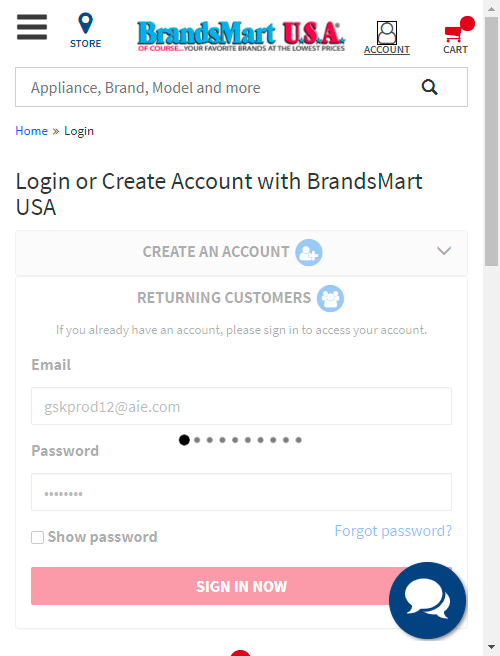 STORE
BrandsMart U.S.A.
OF COURSE...YOUR FAVORITE BRANDS AT THE LOWEST PRICES
ACCOUNT
CART
Appliance, Brand, Model and more
Home » Login
Login or Create Account with BrandsMart
USA
CREATE AN ACCOUNT
RETURNING CUSTOMERS
If you already have an account, please sign in to access your account.
Email
gskprod12@aie.com
Password
••••••••
Show password
Forgot password?
SIGN IN NOW